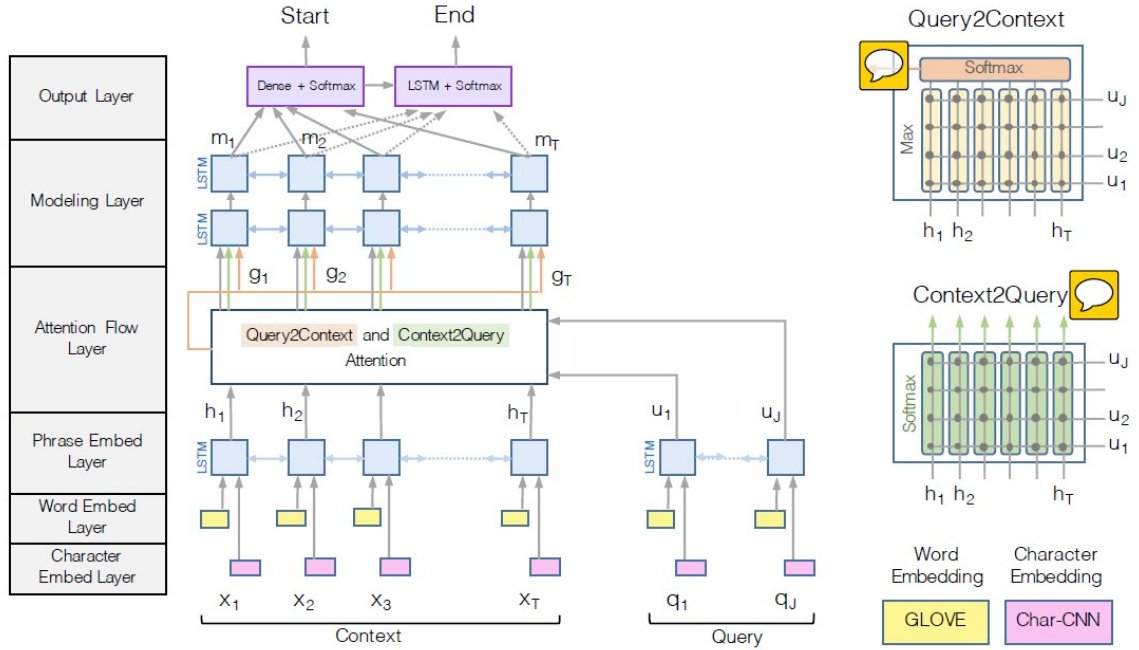 Start
End
Output Layer
Dense + Softmax
LSTM + Softmax
m1
m2
mT
Modeling Layer
LSTM
LSTM
g1
g2
gT
Attention Flow
Layer
Query2Context and Context2Query
Attention
h1
h2
hT
u1
uJ
Phrase Embed
Layer
LSTM
LSTM
Word Embed
Layer
Character
Embed Layer
x1
x2
x3
xT
q1
qJ
Context
Query
Query2Context
Softmax
Max
uJ
u2
u1
h1
h2
hT
Context2Query
Softmax
uJ
u2
u1
h1
h2
hT
Word
Embedding
Character
Embedding
GLOVE
Char-CNN